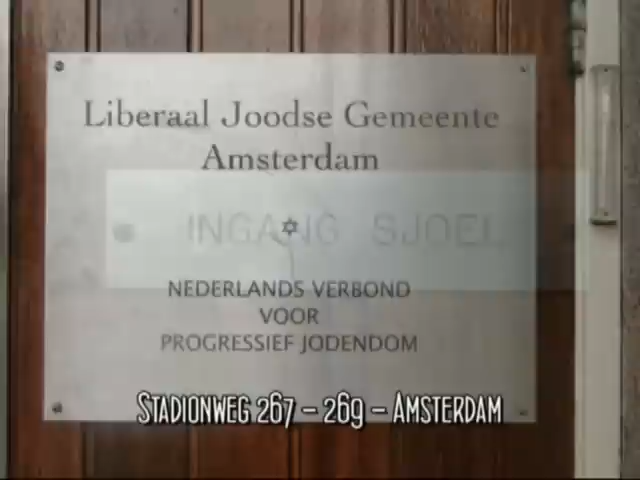 Liberaal Joodse Gemeente
Amsterdam
INGANG SJOEL
NEDERLANDS VERBOND
VOOR
PROGRESSIEF JODENDOM
STADIONWEG 267 – 269 – AMSTERDAM